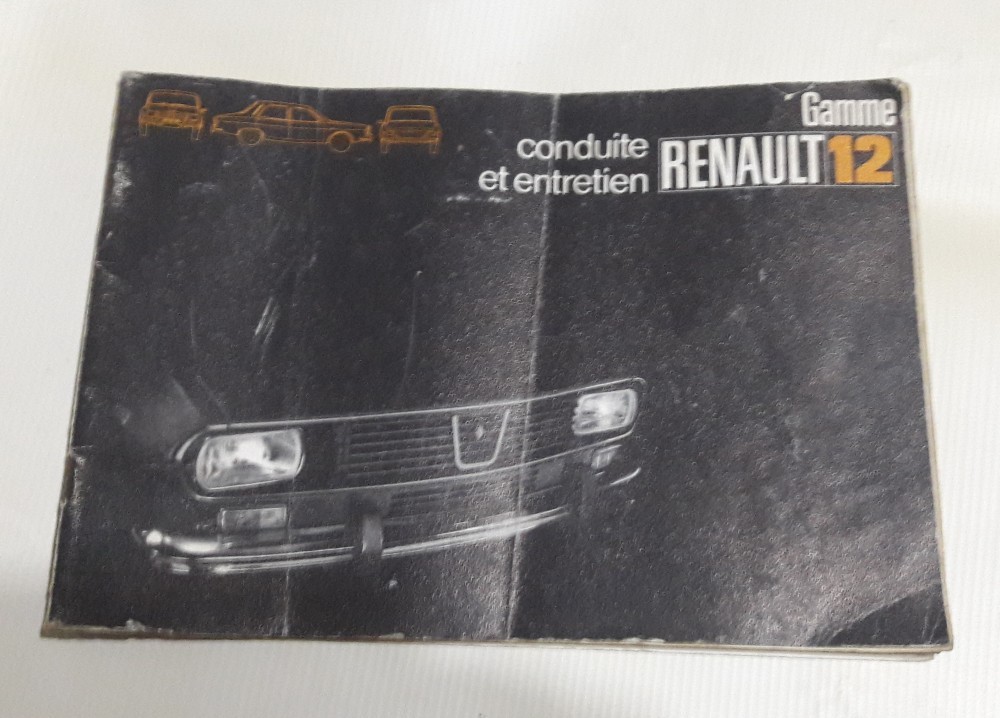 Gamme
conduite
et entretien
RENAULT 12